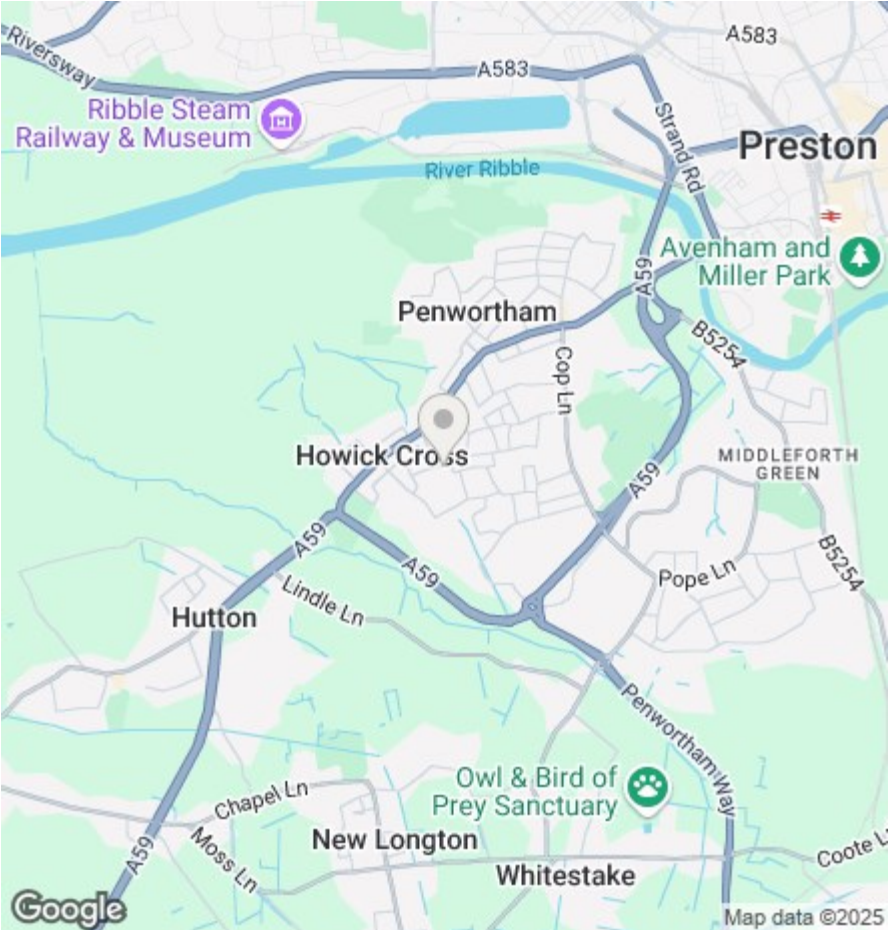 Riversway
A583
A583
Ribble Steam
Railway & Museum
Strand Rd
Preston
River Ribble
Avenham and
Miller Park
A59
Penwortham
B5254
Cop Ln
Howick Cross
MIDDLEFORTH
GREEN
A59
A59
A59
B5254
Pope Ln
Lindle Ln
Hutton
Penwortham Way
Owl & Bird of
Prey Sanctuary
Chapel Ln
New Longton
A59
Moss Ln
Coote L
Whitestake
Google
Map data ©2025